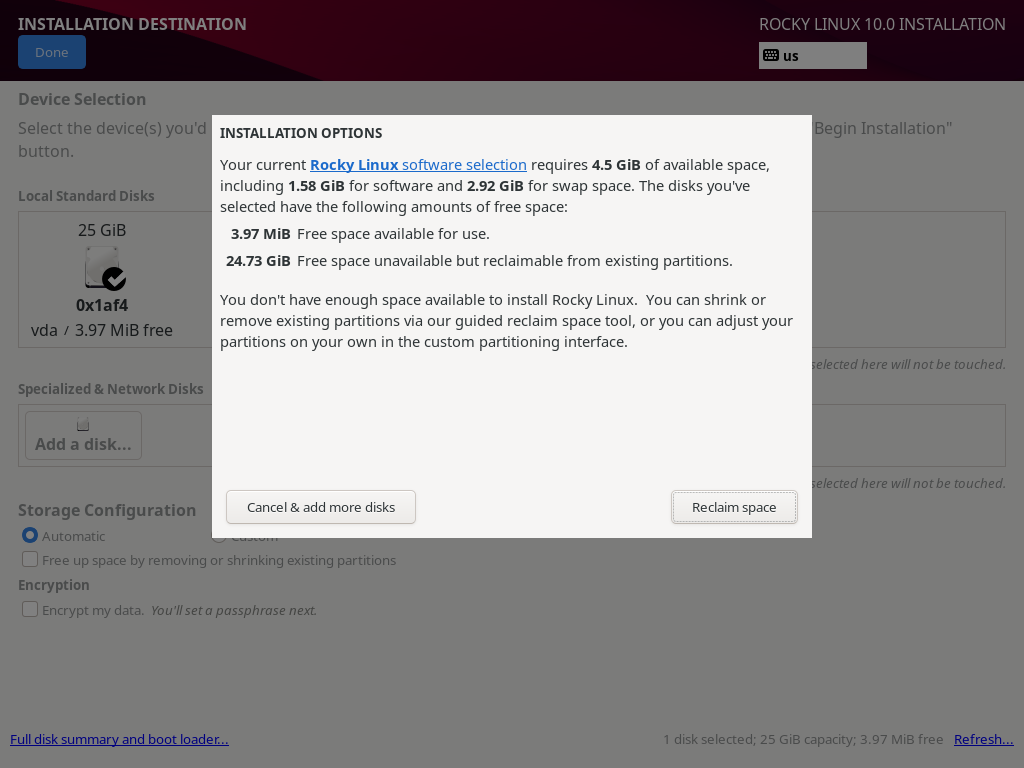 INSTALLATION DESTINATION
ROCKY LINUX 10.0 INSTALLATION
Done
us
Device Selection
Select the device(s) you'd
Begin Installation"
button.
INSTALLATION OPTIONS
Your current Rocky Linux software selection requires 4.5 GiB of available space,
including 1.58 GiB for software and 2.92 GiB for swap space. The disks you've
selected have the following amounts of free space:
3.97 MiB Free space available for use.
24.73 GiB Free space unavailable but reclaimable from existing partitions.
You don't have enough space available to install Rocky Linux.  You can shrink or
remove existing partitions via our guided reclaim space tool, or you can adjust your
partitions on your own in the custom partitioning interface.
Cancel & add more disks
Reclaim space
Local Standard Disks
25 GiB
0x1af4
vda / 3.97 MiB free
selected here will not be touched.
Specialized & Network Disks
Add a disk...
selected here will not be touched.
Storage Configuration
Automatic
Custom
Free up space by removing or shrinking existing partitions
Encryption
Encrypt my data. You'll set a passphrase next.
Full disk summary and boot loader...
1 disk selected; 25 GiB capacity; 3.97 MiB free
Refresh...